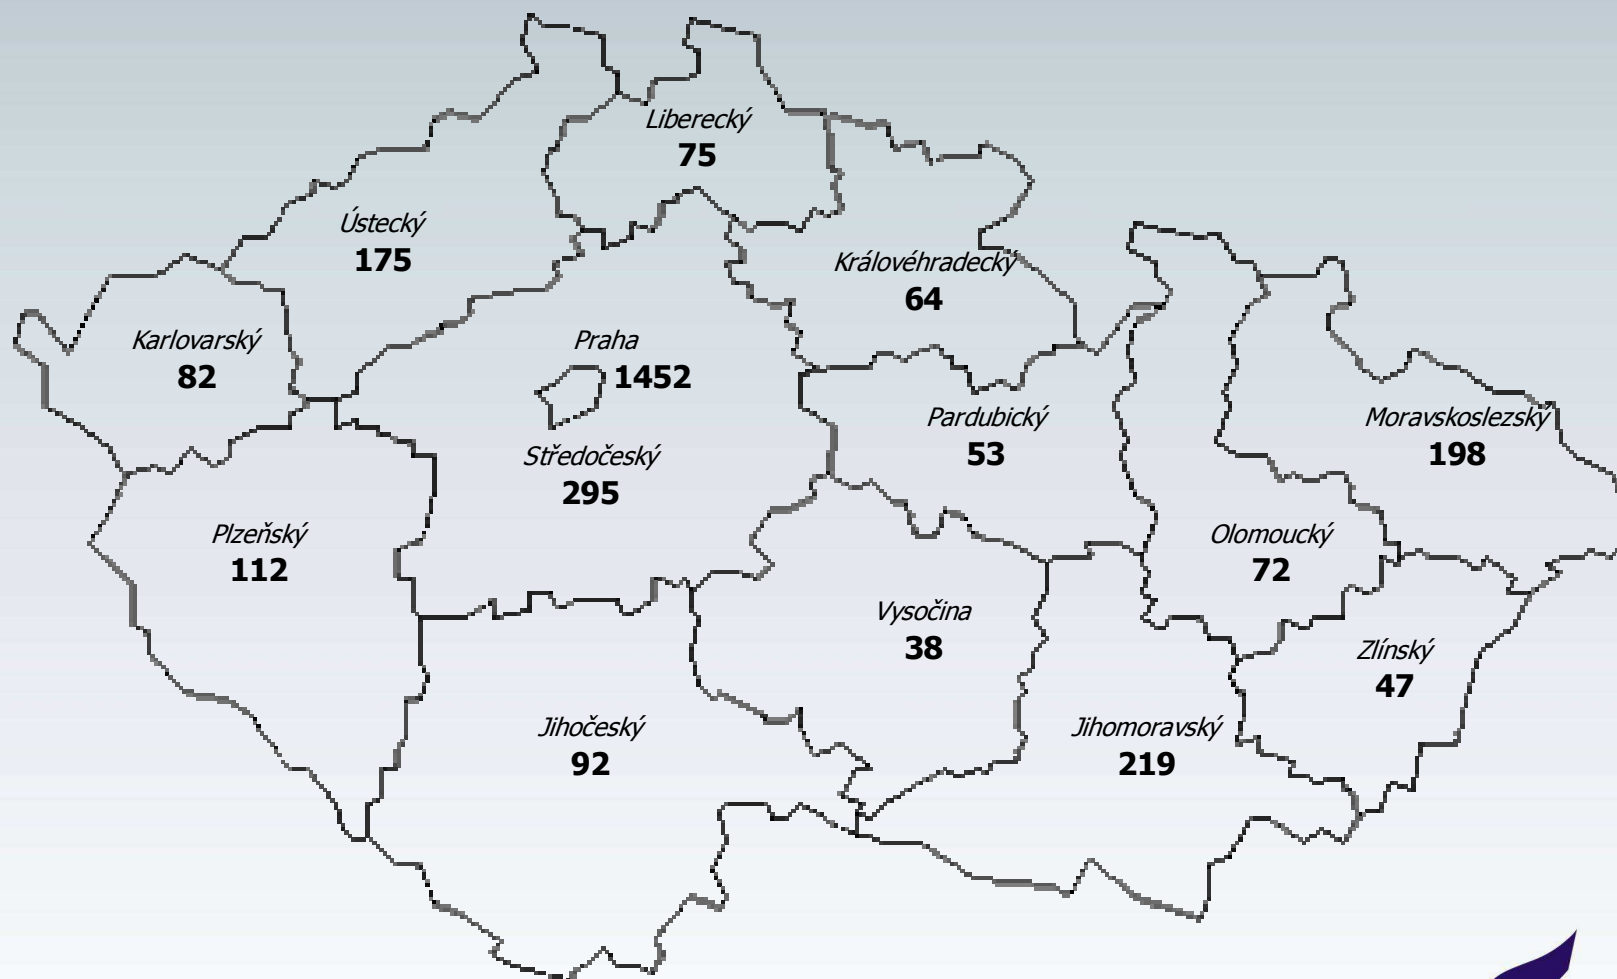 Liberecký
75
Ústecký
175
Královéhradecký
64
Karlovarský
82
Praha
1452
Pardubický
53
Moravskoslezský
198
Středočeský
295
Plzeňský
112
Olomoucký
72
Vysočina
38
Zlínský
47
Jihočeský
92
Jihomoravský
219